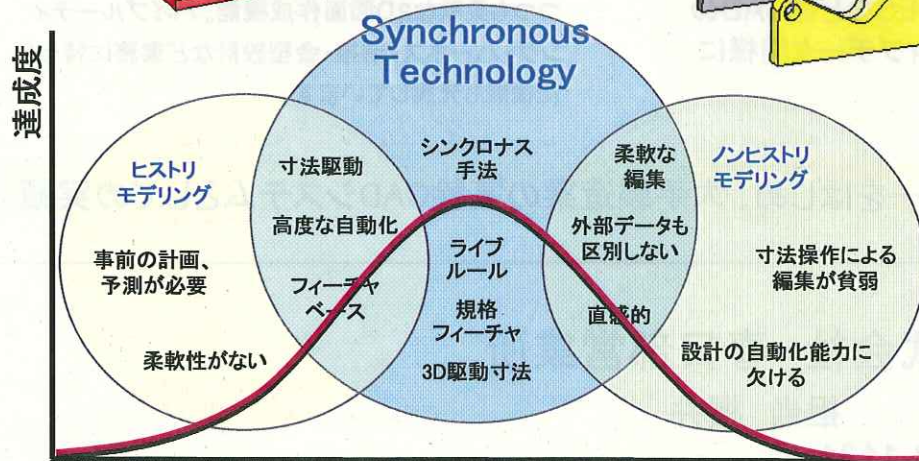 Synchronous
Technology
達成度
ヒストリ
モデリング
事前の計画、
予測が必要
柔軟性がない
寸法駆動
高度な自動化
フィーチャ
ベース
シンクロナス
手法
ライブ
ルール
規格
フィーチャ
3D駆動寸法
柔軟な
編集
外部データも
区別しない
直感的
ノンヒストリ
モデリング
寸法操作による
編集が貧弱
設計の自動化能力に
欠ける